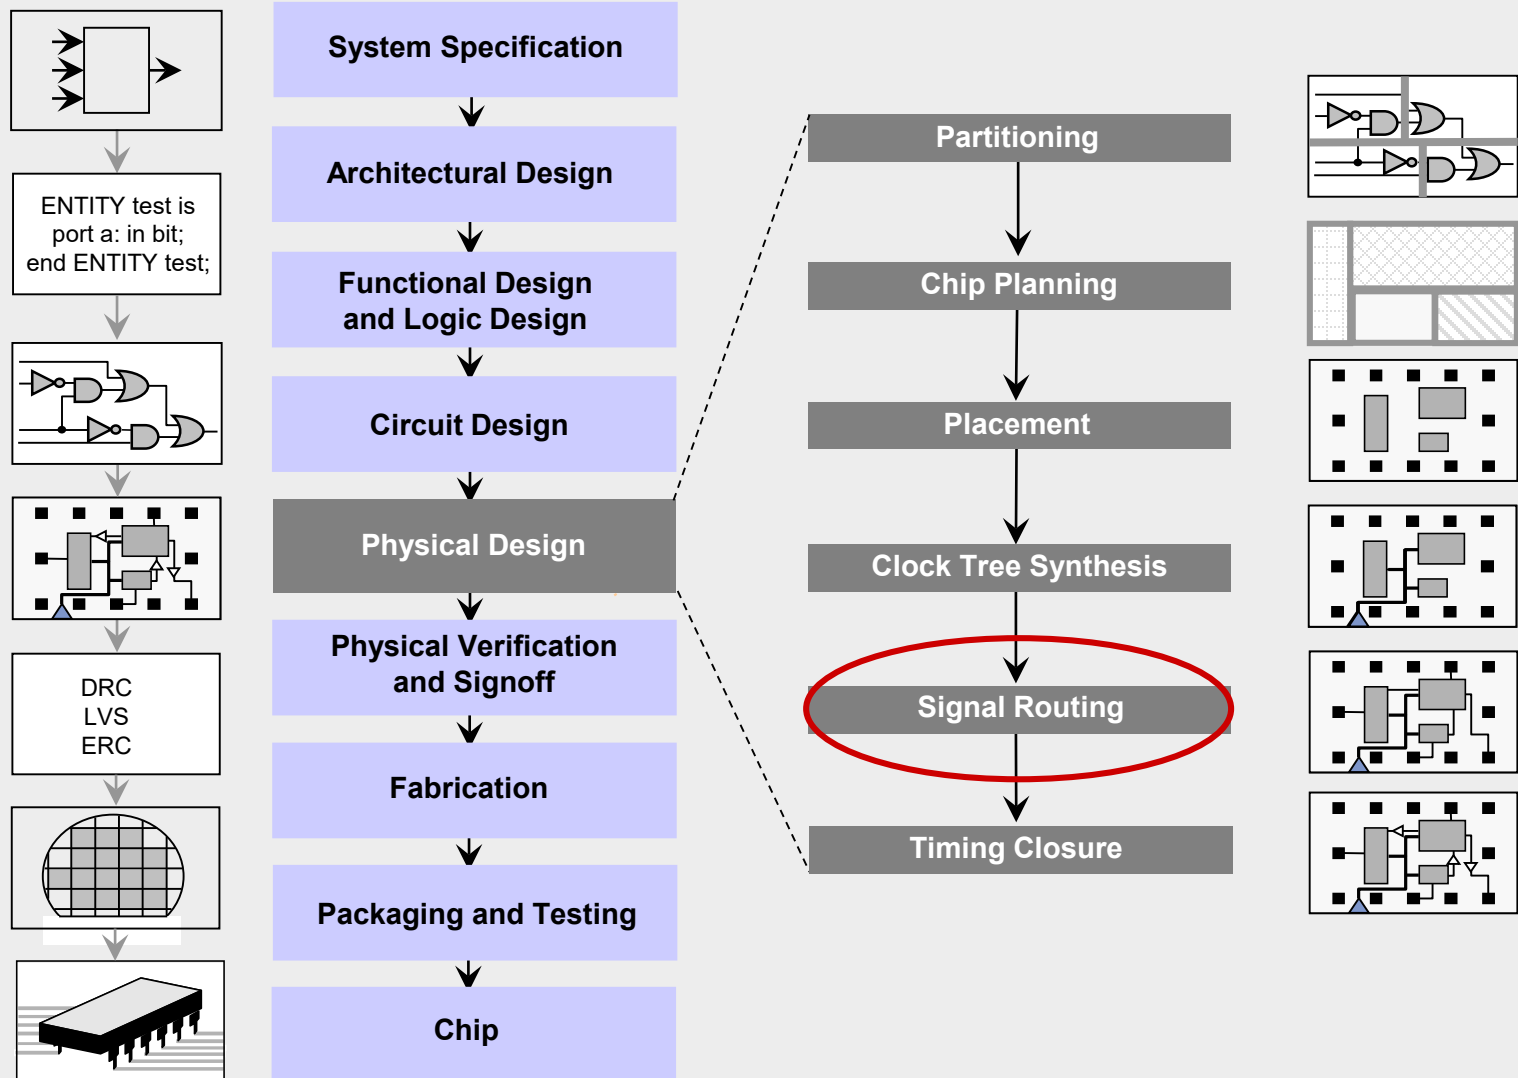 System Specification
Architectural Design
ENTITY test is
port a: in bit;
end ENTITY test;
Functional Design
and Logic Design
Circuit Design
Physical Design
Physical Verification
and Signoff
DRC
LVS
ERC
Fabrication
Packaging and Testing
Chip
Partitioning
Chip Planning
Placement
Clock Tree Synthesis
Signal Routing
Timing Closure